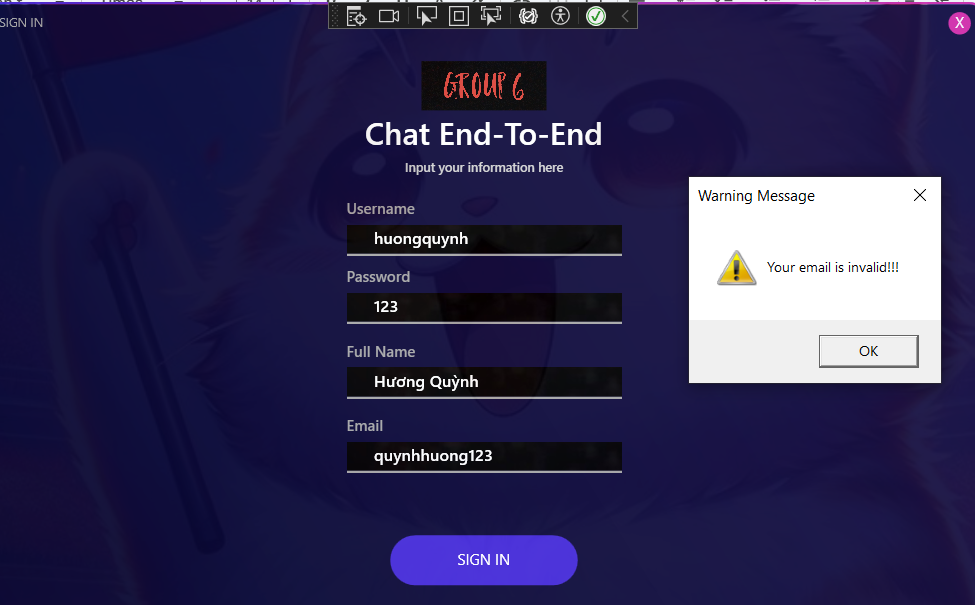 SIGN IN
X
GROUP 6
Chat End-To-End
Input your information here
Username
huongquynh
Password
123
Full Name
Hương Quỳnh
Email
quynhhuong123
SIGN IN
Warning Message
Your email is invalid!!!
OK